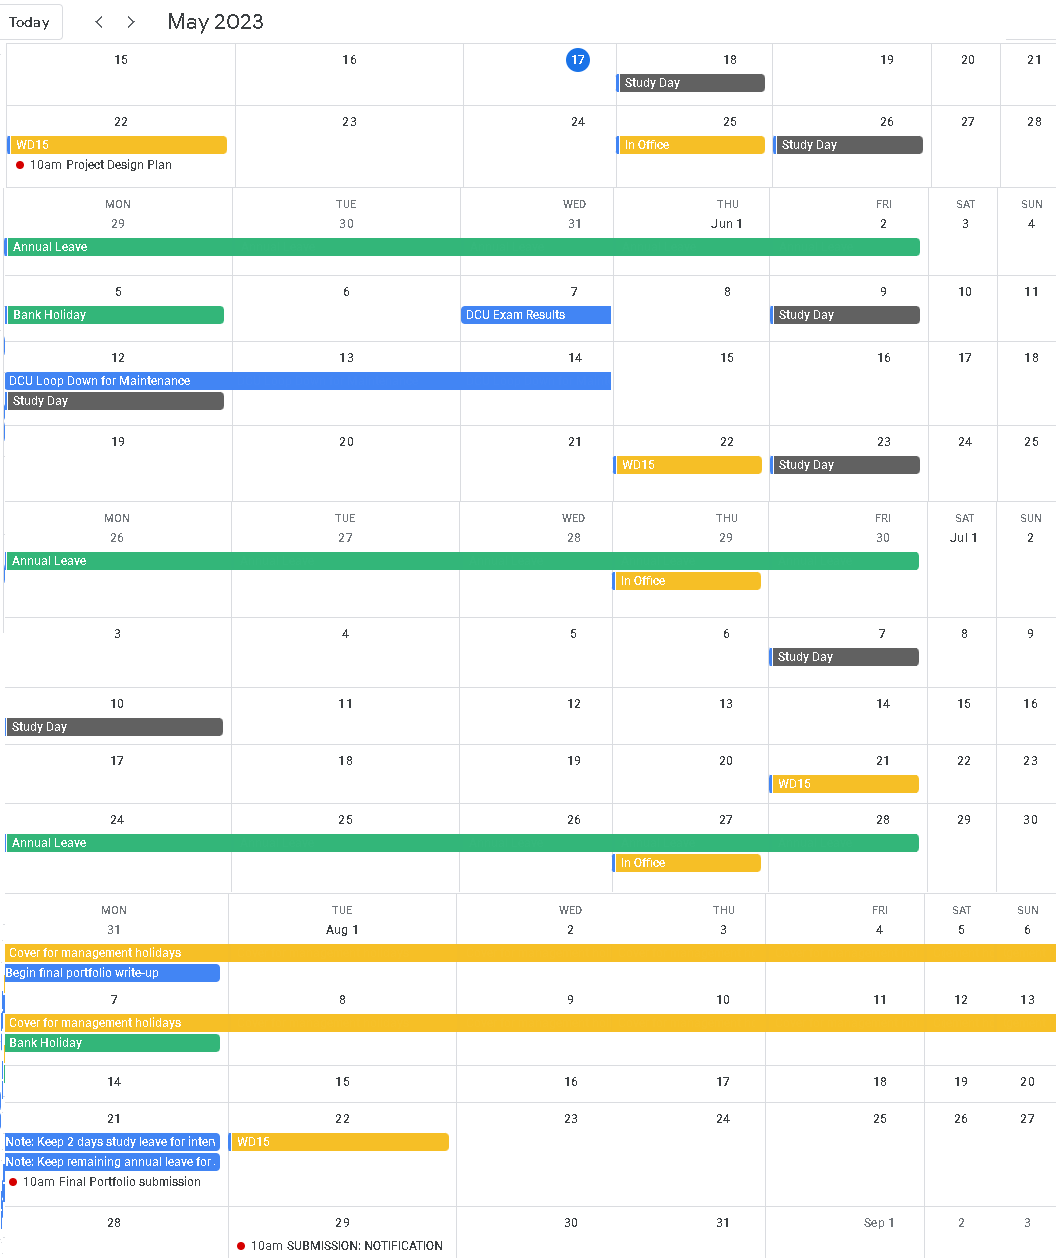 Today May 2023
15 16 17 18 19 20 21
Study Day
22 23 24 25 26 27 28
WD15 In Office Study Day
10am Project Design Plan
MON TUE WED THU FRI SAT SUN
29 30 31 Jun 1 2 3 4
Annual Leave
5 6 7 8 9 10 11
Bank Holiday DCU Exam Results Study Day
12 13 14 15 16 17 18
DCU Loop Down for Maintenance
Study Day
19 20 21 22 23 24 25
WD15 Study Day
MON TUE WED THU FRI SAT SUN
26 27 28 29 30 Jul 1 2
Annual Leave
In Office
3 4 5 6 7 8 9
Study Day
10 11 12 13 14 15 16
Study Day
17 18 19 20 21 22 23
WD15
24 25 26 27 28 29 30
Annual Leave
In Office
MON TUE WED THU FRI SAT SUN
31 Aug 1 2 3 4 5 6
Cover for management holidays
Begin final portfolio write-up
7 8 9 10 11 12 13
Cover for management holidays
Bank Holiday
14 15 16 17 18 19 20
21 22 23 24 25 26 27
Note: Keep 2 days study leave for inter WD15
Note: Keep remaining annual leave for
10am Final Portfolio submission
28 29 30 31 Sep 1 2 3
10am SUBMISSION: NOTIFICATION